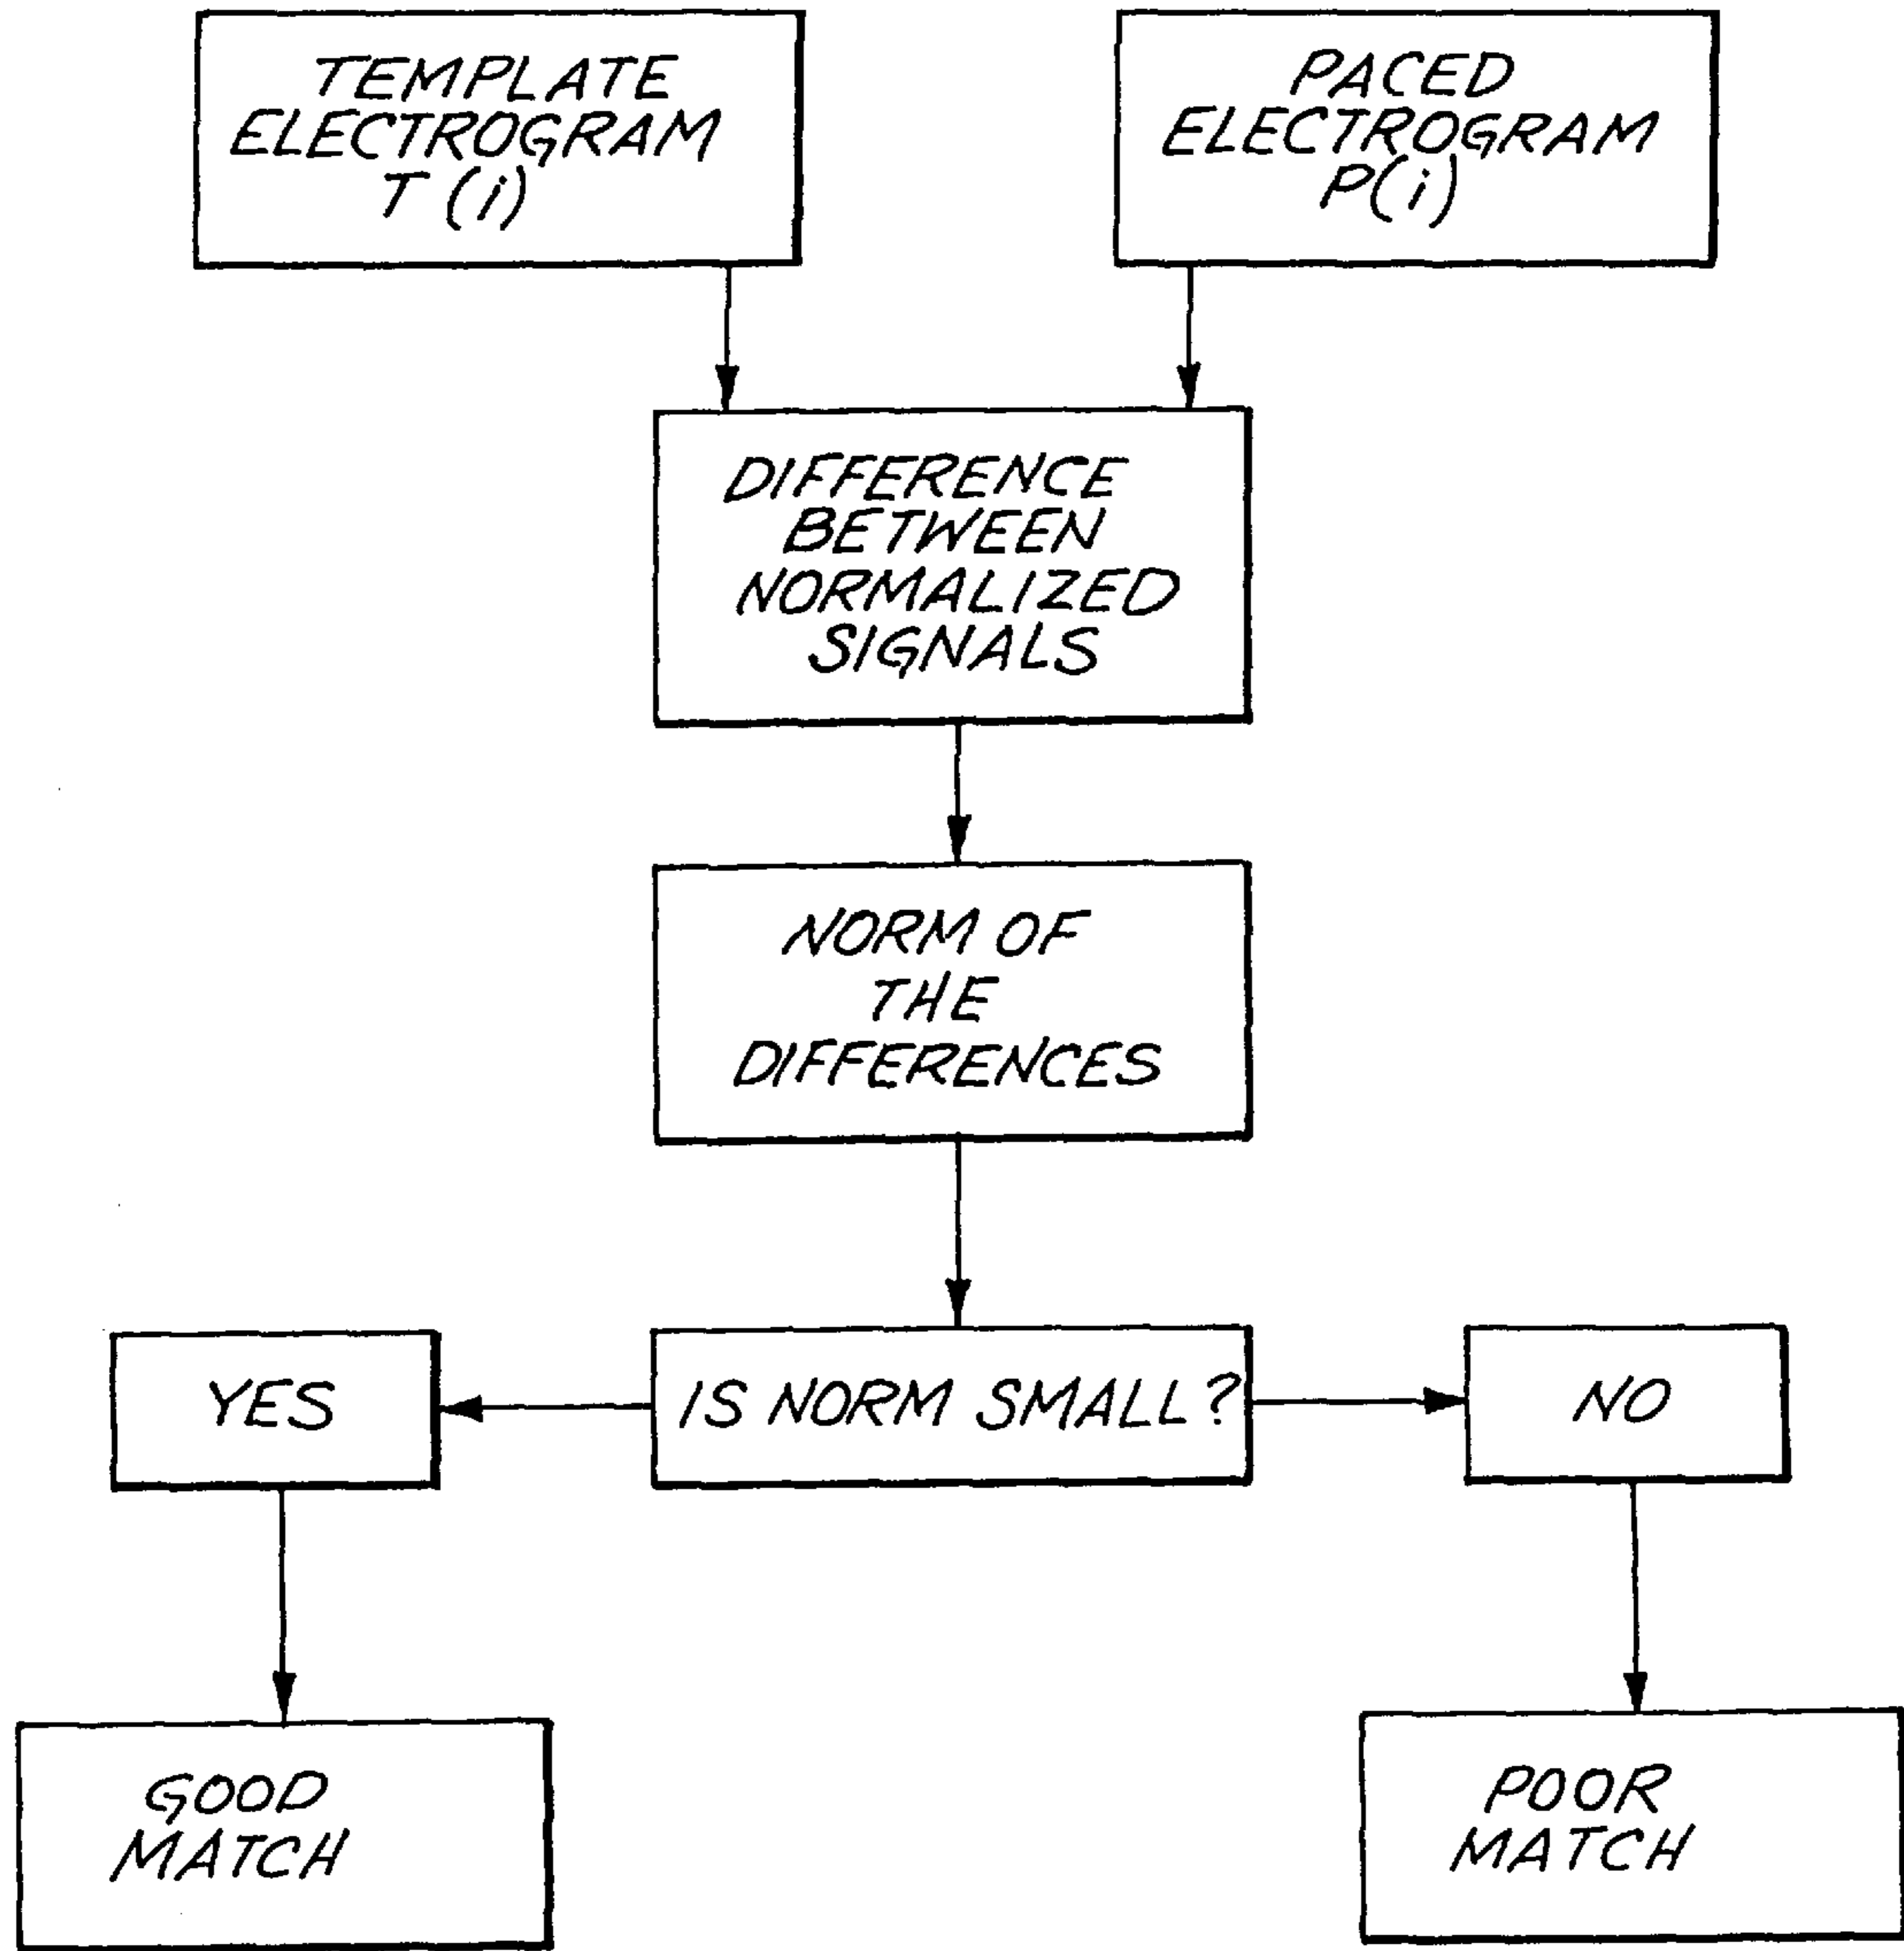 TEMPLATE
ELECTROGRAM
T (i)
PACED
ELECTROGRAM
P(i)
DIFFERENCE
BETWEEN
NORMALIZED
SIGNALS
NORM OF
THE
DIFFERENCES
YES
IS NORM SMALL?
NO
GOOD
MATCH
POOR
MATCH